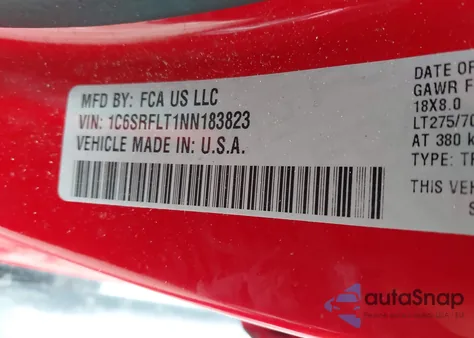 MFD BY: FCA US LLC
VIN: 1C6SRFLT1NN183823
VEHICLE MADE IN: U.S.A.
DATE OF
GAWR F
18X8.0
LT275/70
AT 380 k
TYPE: TR
THIS VEH
S
autoSnap